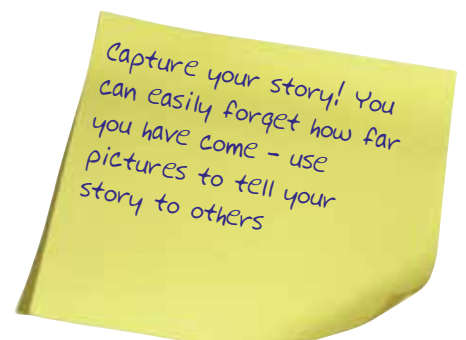 Capture your story! You
can easily forget how far
you have come - use
pictures to tell your
story to others